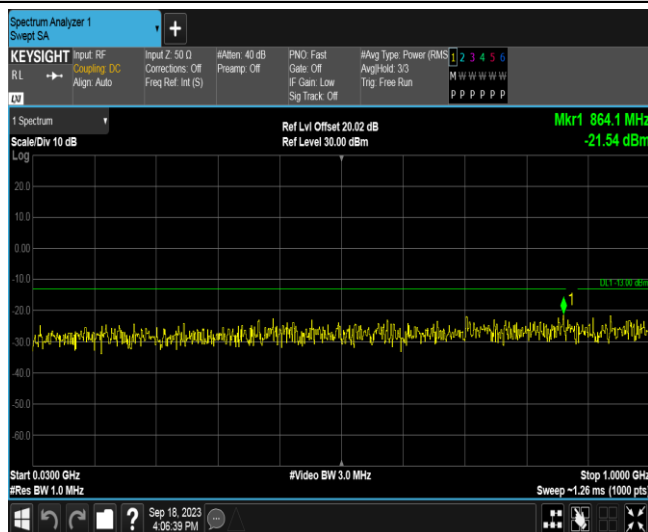 Spectrum Analyzer 1
Swept SA
KEYSIGHT
RL
Input: RF
Coupling: DC
Align: Auto
Input Z: 50 Ω
Corrections: Off
Freq Ref: Int (S)
#Atten: 40 dB
Preamp: Off
PNO: Fast
Gate: Off
IF Gain: Low
Sig Track: Off
#Avg Type: Power (RMS
Avg|Hold: 3/3
Trig: Free Run
1 2 3 4 5 6
M W W W W W
P P P P P P
1 Spectrum
Scale/Div 10 dB
Ref Lvl Offset 20.02 dB
Ref Level 30.00 dBm
Mkr1 864.1 MHz
-21.54 dBm
Log
20.0
10.0
0.00
-10.0
DL1 -13.00 dBm
1
-20.0
-30.0
-40.0
-50.0
-60.0
Start 0.0300 GHz
#Res BW 1.0 MHz
#Video BW 3.0 MHz
Stop 1.0000 GHz
Sweep ~1.26 ms (1000 pts)
?
Sep 18, 2023
4:06:39 PM